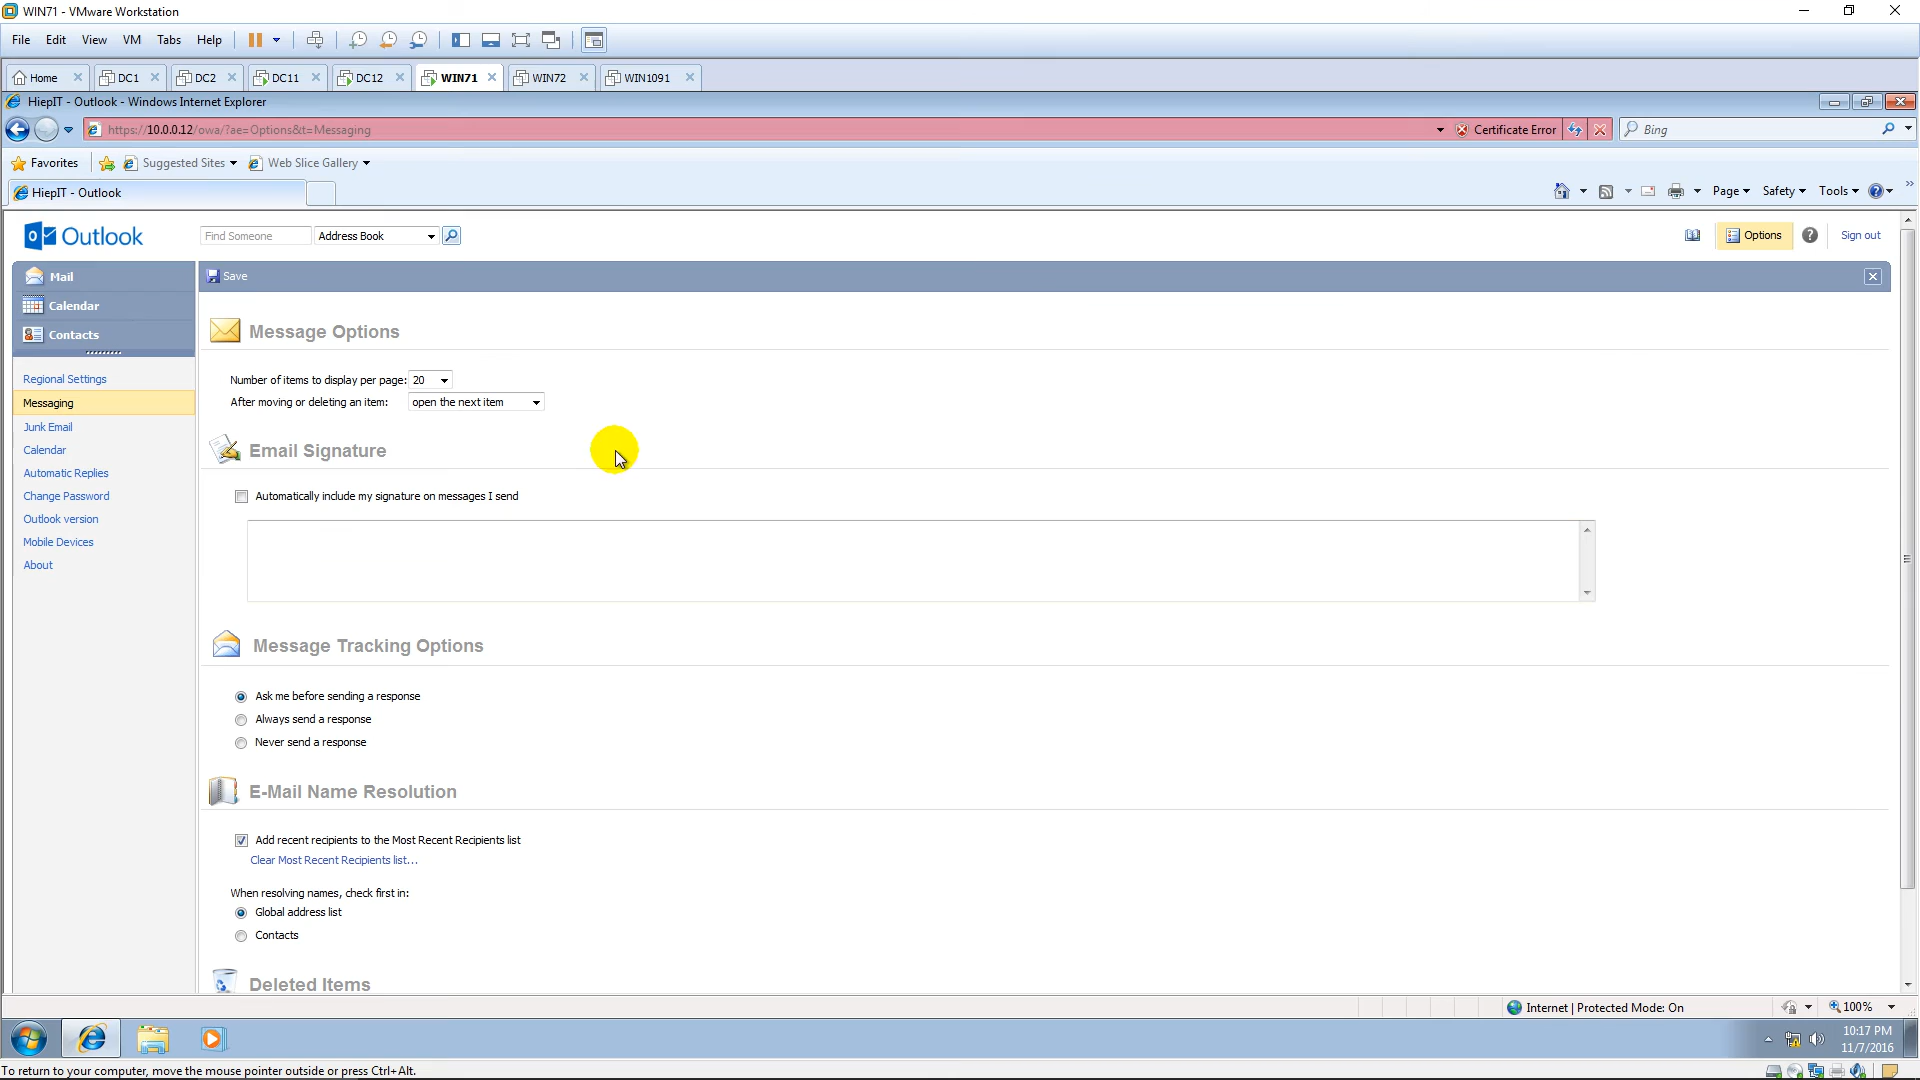 WIN71 - VMware Workstation
File Edit View VM Tabs Help
Home DC1 DC2 DC11 DC12 WIN71 WIN72 WIN1091
HiepIT - Outlook - Windows Internet Explorer
https://10.0.0.12/owa/?ae=Options&t=Messaging Certificate Error Bing
Favorites Suggested Sites Web Slice Gallery
HiepIT - Outlook Page Safety Tools
Outlook Find Someone Address Book Options Sign out
Mail
Calendar
Contacts
Regional Settings
Messaging
Junk Email
Calendar
Automatic Replies
Change Password
Outlook version
Mobile Devices
About
Save
Message Options
Number of items to display per page: 20
After moving or deleting an item: open the next item
Email Signature
Automatically include my signature on messages I send
Message Tracking Options
Ask me before sending a response
Always send a response
Never send a response
E-Mail Name Resolution
Add recent recipients to the Most Recent Recipients list
Clear Most Recent Recipients list...
When resolving names, check first in:
Global address list
Contacts
Deleted Items
Internet | Protected Mode: On 100%
10:17 PM
11/7/2016
To return to your computer, move the mouse pointer outside or press Ctrl+Alt.